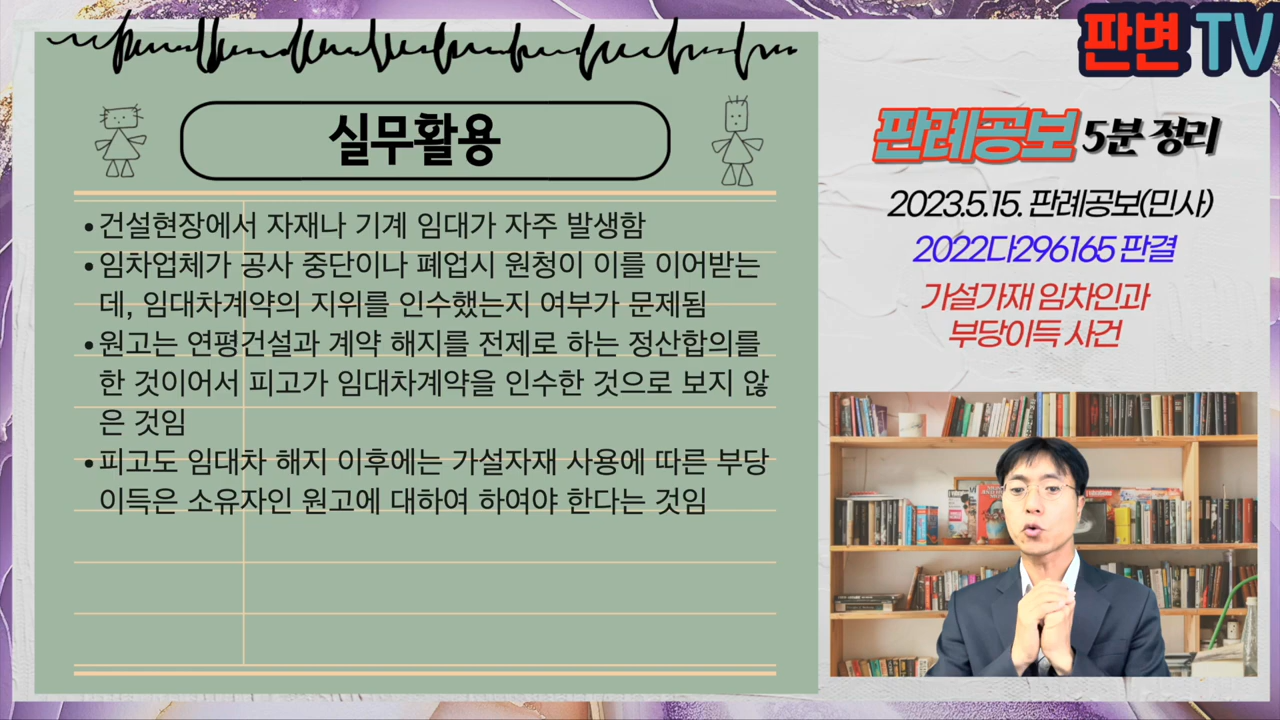 판변 TV
실무활용
• 건설현장에서 자재나 기계 임대가 자주 발생함
• 임차업체가 공사 중단이나 폐업시 원청이 이를 이어받는
데, 임대차계약의 지위를 인수했는지 여부가 문제됨
• 원고는 연평건설과 계약 해지를 전제로 하는 정산합의를
한 것이어서 피고가 임대차계약을 인수한 것으로 보지 않
은 것임
• 피고도 임대차 해지 이후에는 가설자재 사용에 따른 부당
이득은 소유자인 원고에 대하여 하여야 한다는 것임
판례공보 5분 정리
2023.5.15. 판례공보(민사)
2022다296165 판결
가설가재 임차인과
부당이득 사건